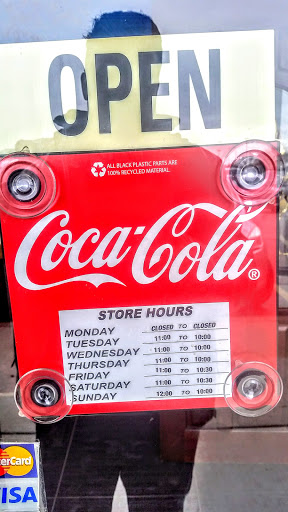 OPEN
ALL BLACK PLASTIC PARTS ARE
100% RECYCLED MATERIAL.
Coca-Cola®
STORE HOURS
MONDAY CLOSED TO CLOSED
TUESDAY 11:00 TO 10:00
WEDNESDAY 11:00 TO 10:00
THURSDAY 11:00 TO 10:00
FRIDAY 11:00 TO 10:30
SATURDAY 11:00 TO 10:30
SUNDAY 12:00 TO 10:00
terCard
VISA